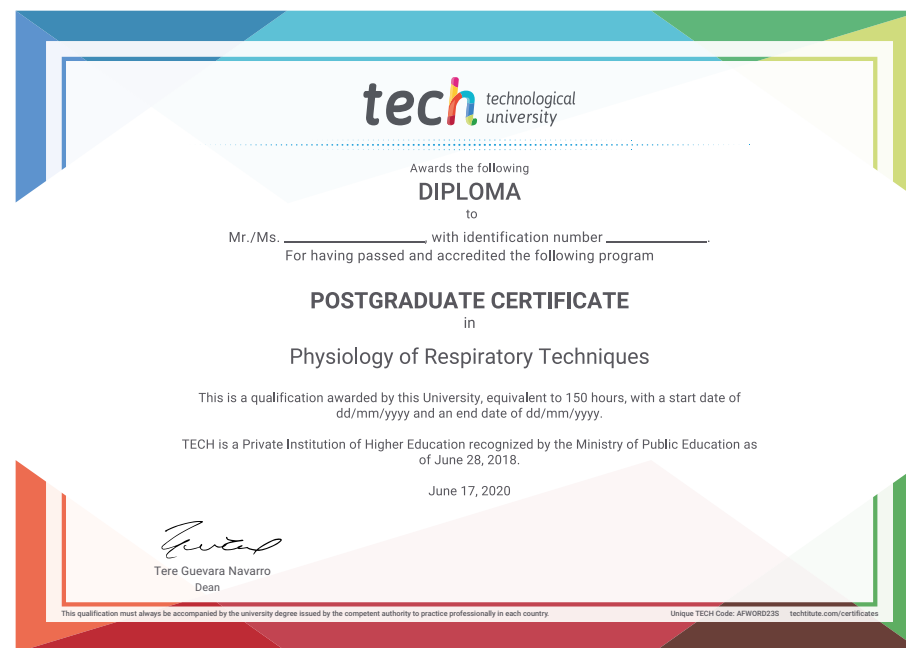 tech technological
university
Awards the following
DIPLOMA
to
Mr./Ms. ____________, with identification number ____________.
For having passed and accredited the following program
POSTGRADUATE CERTIFICATE
in
Physiology of Respiratory Techniques
This is a qualification awarded by this University, equivalent to 150 hours, with a start date of
dd/mm/yyyy and an end date of dd/mm/yyyy.
TECH is a Private Institution of Higher Education recognized by the Ministry of Public Education as
of June 28, 2018.
June 17, 2020
Tere Guevara Navarro
Dean
This qualification must always be accompanied by the university degree issued by the competent authority to practice professionally in each country. Unique TECH Code: AFWORD23S techtitute.com/certificates